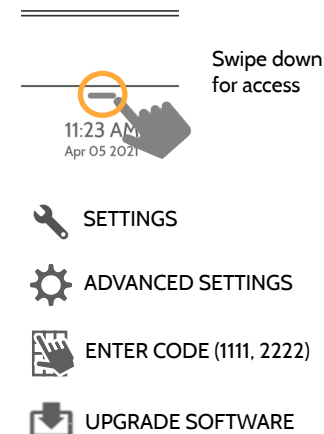 Swipe down
for access
11:23 AM
Apr 05 2021
SETTINGS
ADVANCED SETTINGS
ENTER CODE (1111, 2222)
UPGRADE SOFTWARE